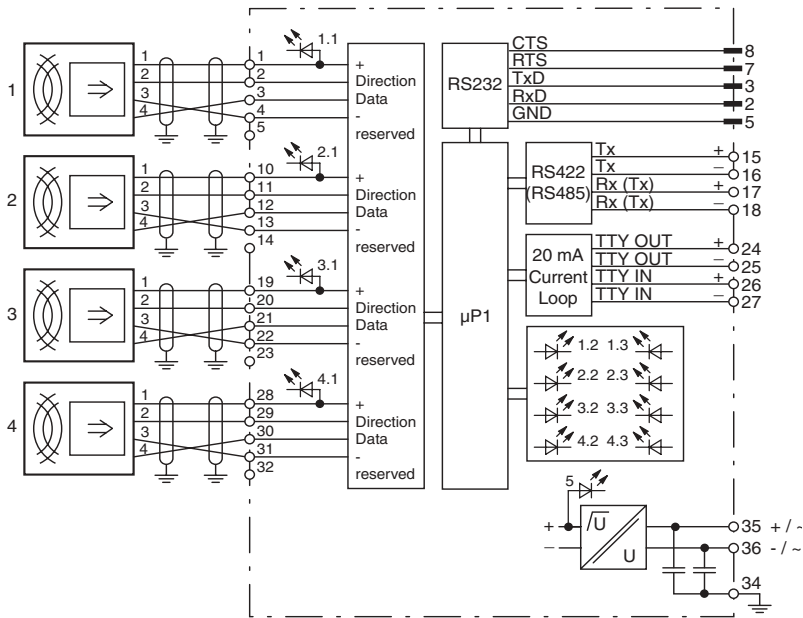 1
1 1 1.1 +
2 2 Direction
3 3 Data
4 4 -
5 reserved
2
1 10 2.1 +
2 11 Direction
3 12 Data
4 13 -
14 reserved
3
1 19 3.1 +
2 20 Direction
3 21 Data
4 22 -
23 reserved
4
1 28 4.1 +
2 29 Direction
3 30 Data
4 31 -
32 reserved
µP1
RS232
CTS 8
RTS 7
TxD 3
RxD 2
GND 5
RS422
(RS485)
Tx + 15
Tx – 16
Rx (Tx) + 17
Rx (Tx) – 18
20 mA
Current
Loop
TTY OUT + 24
TTY OUT – 25
TTY IN + 26
TTY IN – 27
1.2 1.3
2.2 2.3
3.2 3.3
4.2 4.3
5
+ U 35 + / ~
– U 36 - / ~
34